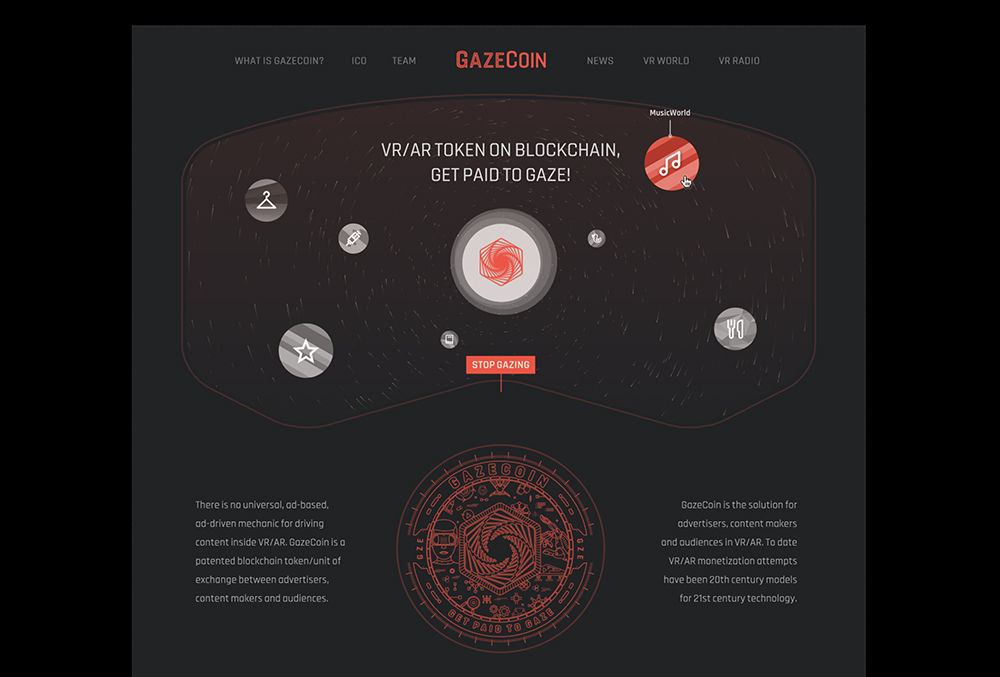 WHAT IS GAZECOIN? ICO TEAM GAZECOIN NEWS VR WORLD VR RADIO
MusicWorld
VR/AR TOKEN ON BLOCKCHAIN,
GET PAID TO GAZE!
STOP GAZING
There is no universal, ad-based,
ad-driven mechanic for driving
content inside VR/AR. GazeCoin is a
patented blockchain token/unit of
exchange between advertisers,
content makers and audiences.
GAZECOIN
GZE
GZE
GET PAID TO GAZE
GazeCoin is the solution for
advertisers, content makers
and audiences in VR/AR. To date
VR/AR monetization attempts
have been 20th century models
for 21st century technology.